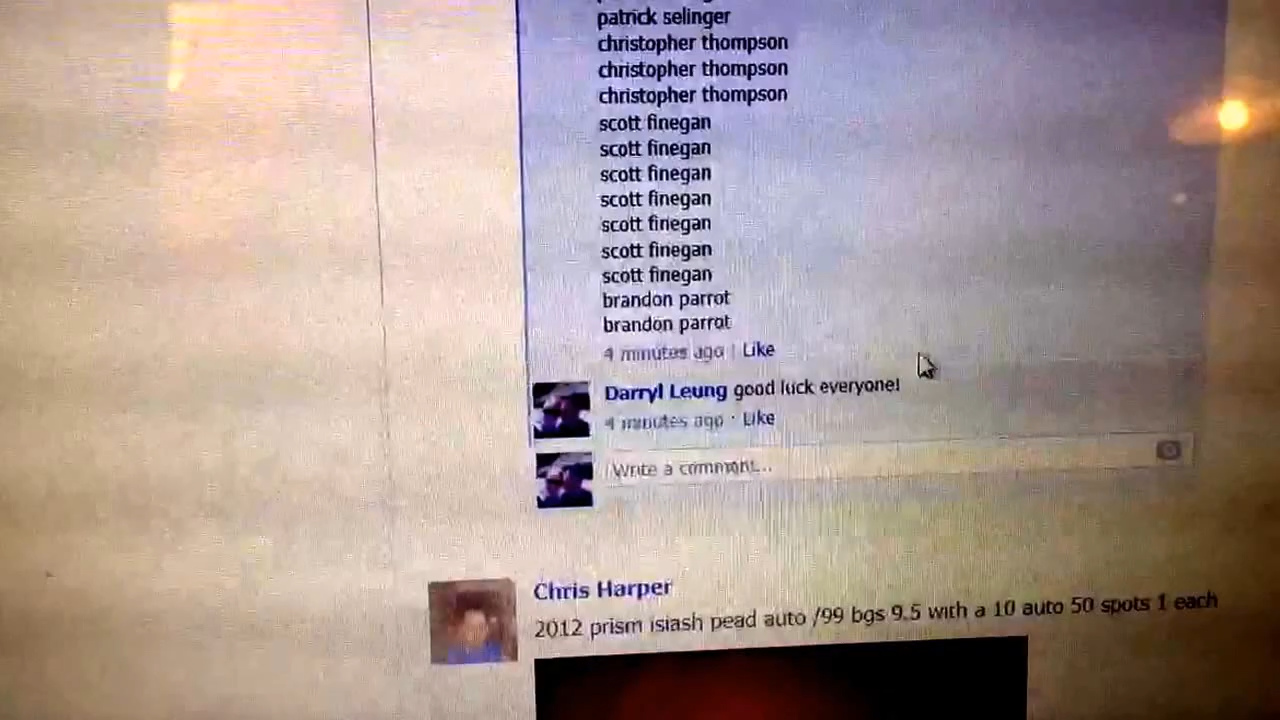 patrick selinger
christopher thompson
christopher thompson
christopher thompson
scott finegan
scott finegan
scott finegan
scott finegan
scott finegan
scott finegan
scott finegan
brandon parrot
brandon parrot
4 minutes ago | Like
Darryl Leung good luck everyone!
4 minutes ago · Like
Write a comment...
Chris Harper
2012 prism isiash pead auto /99 bgs 9.5 with a 10 auto 50 spots 1 each